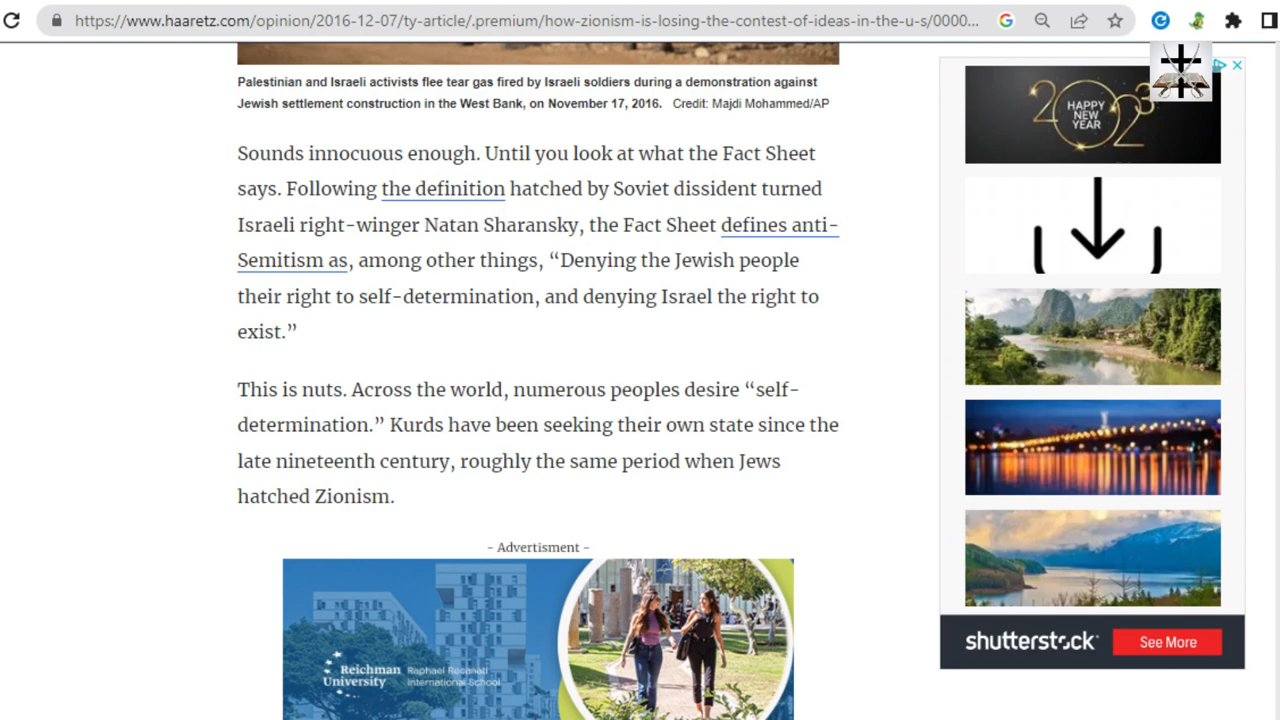 https://www.haaretz.com/opinion/2016-12-07/ty-article/.premium/how-zionism-is-losing-the-contest-of-ideas-in-the-u-s/0000...
Palestinian and Israeli activists flee tear gas fired by Israeli soldiers during a demonstration against
Jewish settlement construction in the West Bank, on November 17, 2016. Credit: Majdi Mohammed/AP
Sounds innocuous enough. Until you look at what the Fact Sheet
says. Following the definition hatched by Soviet dissident turned
Israeli right-winger Natan Sharansky, the Fact Sheet defines anti-
Semitism as, among other things, “Denying the Jewish people
their right to self-determination, and denying Israel the right to
exist.”
This is nuts. Across the world, numerous peoples desire “self-
determination.” Kurds have been seeking their own state since the
late nineteenth century, roughly the same period when Jews
hatched Zionism.
- Advertisment -
Reichman
University
Raphael Recanati
International School
2023
HAPPY
NEW
YEAR
shutterstock
See More